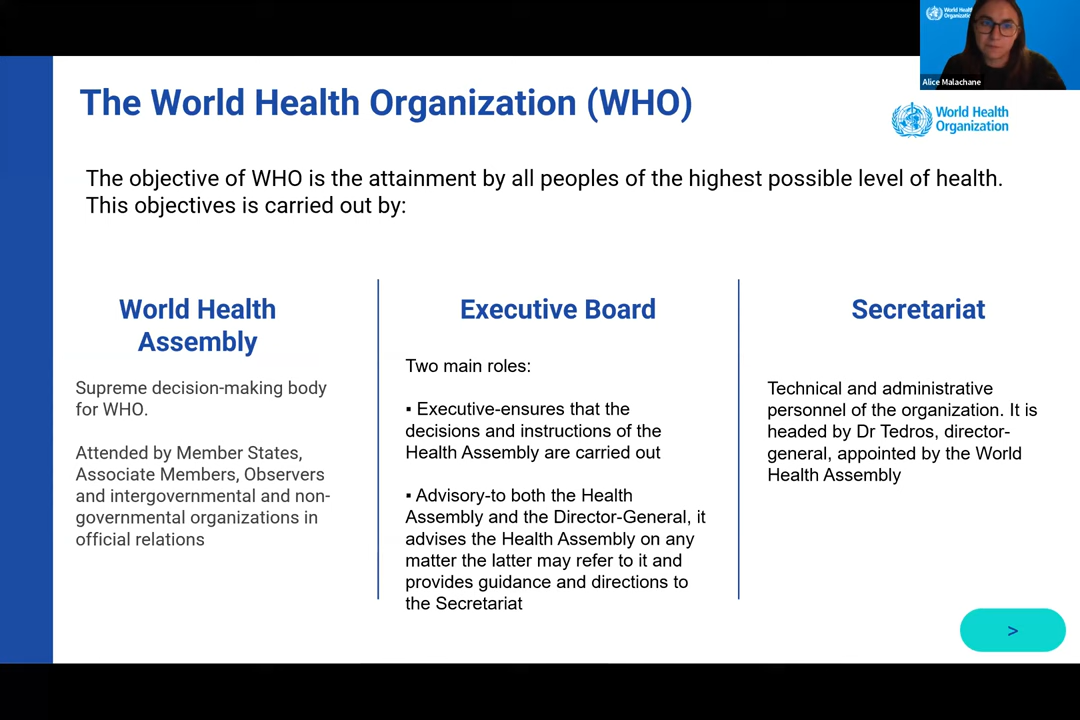 World Health
Organizatio
Alice Malachane
The World Health Organization (WHO)
World Health
Organization
The objective of WHO is the attainment by all peoples of the highest possible level of health.
This objectives is carried out by:
World Health
Assembly
Supreme decision-making body
for WHO.
Attended by Member States,
Associate Members, Observers
and intergovernmental and non-
governmental organizations in
official relations
Executive Board
Two main roles:
▪ Executive-ensures that the
decisions and instructions of the
Health Assembly are carried out
▪ Advisory-to both the Health
Assembly and the Director-General, it
advises the Health Assembly on any
matter the latter may refer to it and
provides guidance and directions to
the Secretariat
Secretariat
Technical and administrative
personnel of the organization. It is
headed by Dr Tedros, director-
general, appointed by the World
Health Assembly
>